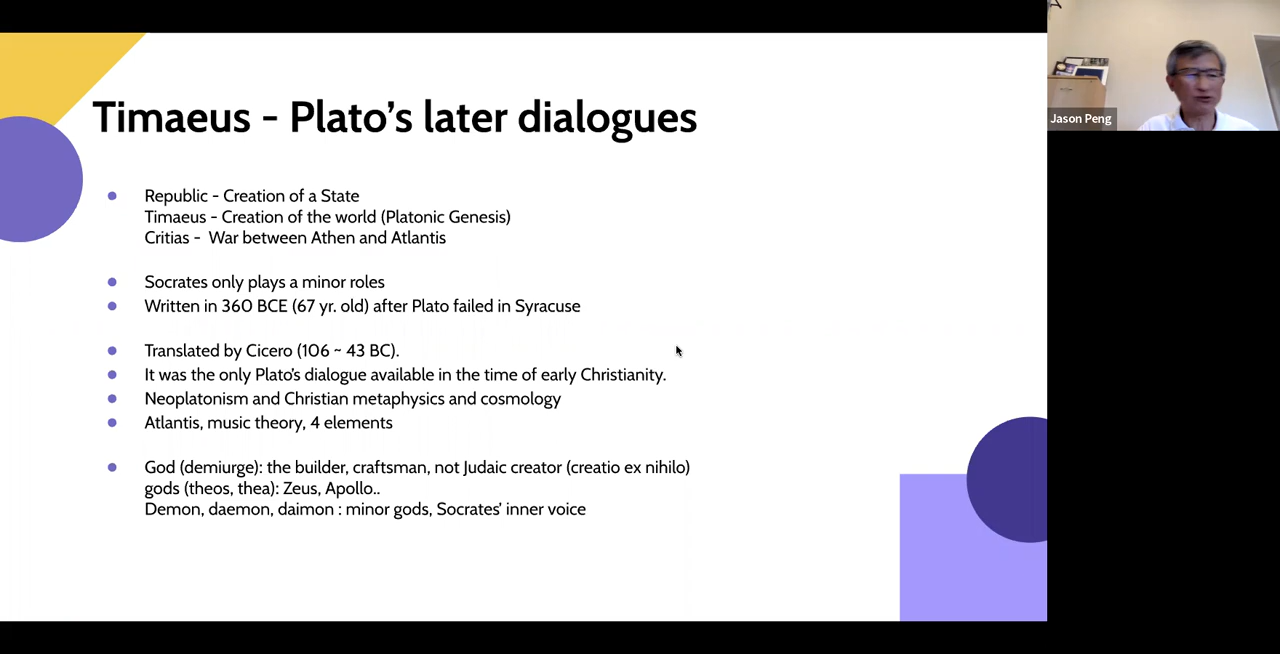 Timaeus - Plato's later dialogues
Republic - Creation of a State
Timaeus - Creation of the world (Platonic Genesis)
Critias - War between Athen and Atlantis
Socrates only plays a minor roles
Written in 360 BCE (67 yr. old) after Plato failed in Syracuse
Translated by Cicero (106 ~ 43 BC).
It was the only Plato's dialogue available in the time of early Christianity.
Neoplatonism and Christian metaphysics and cosmology
Atlantis, music theory, 4 elements
God (demiurge): the builder, craftsman, not Judaic creator (creatio ex nihilo)
gods (theos, thea): Zeus, Apollo..
Demon, daemon, daimon : minor gods, Socrates' inner voice
Jason Peng